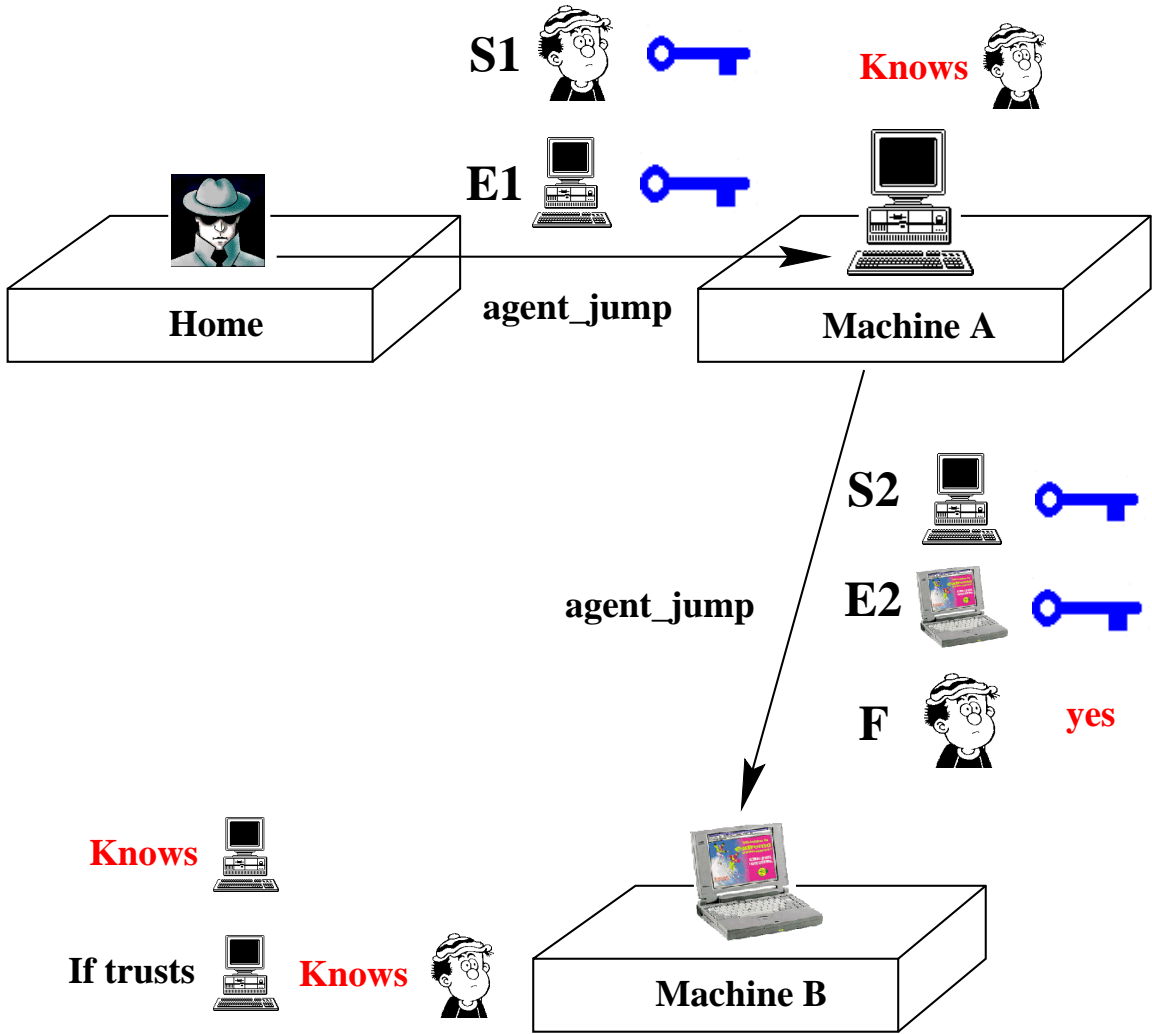 S1
Knows
E1
agent_jump
Home
Machine A
S2
E2
agent_jump
F
yes
Knows
If trusts
Knows
Machine B